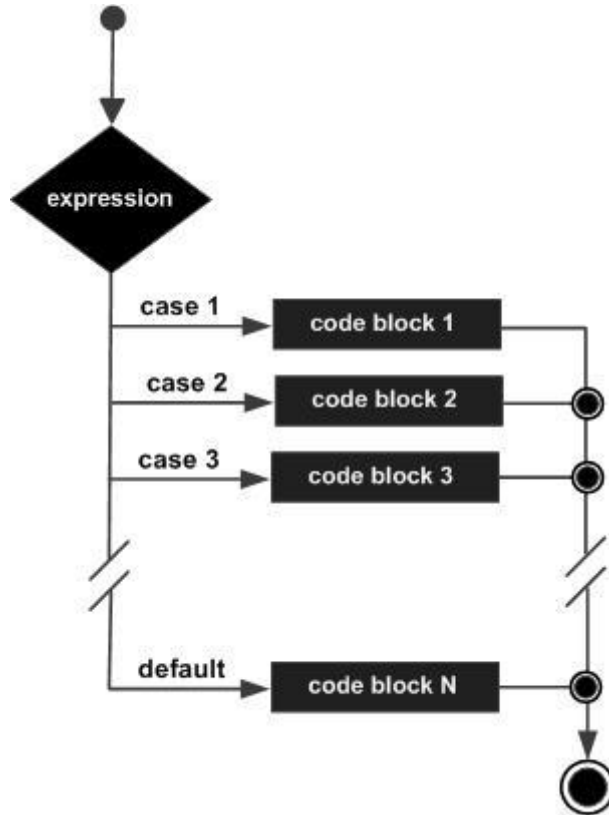 expression
case 1
code block 1
case 2
code block 2
case 3
code block 3
default
code block N